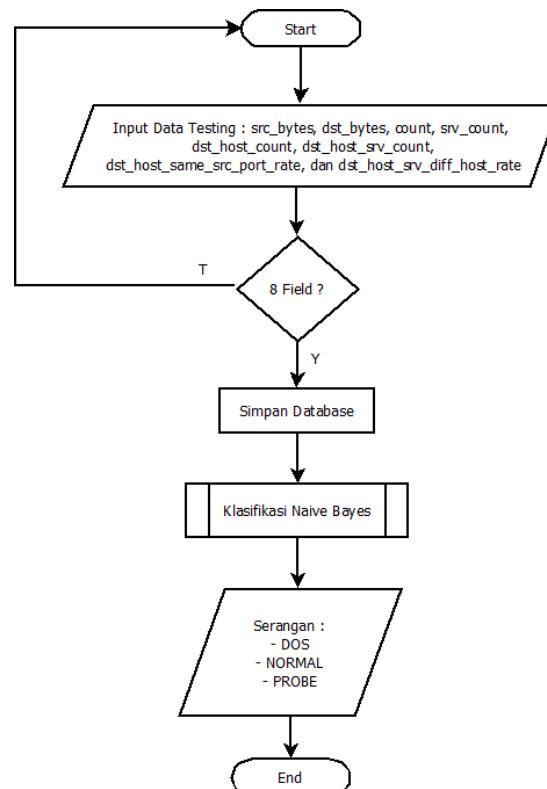 Start
Input Data Testing : src_bytes, dst_bytes, count, srv_count,
dst_host_count, dst_host_srv_count,
dst_host_same_src_port_rate, dan dst_host_srv_diff_host_rate
T
8 Field ?
Y
Simpan Database
Klasifikasi Naive Bayes
Serangan :
- DOS
- NORMAL
- PROBE
End